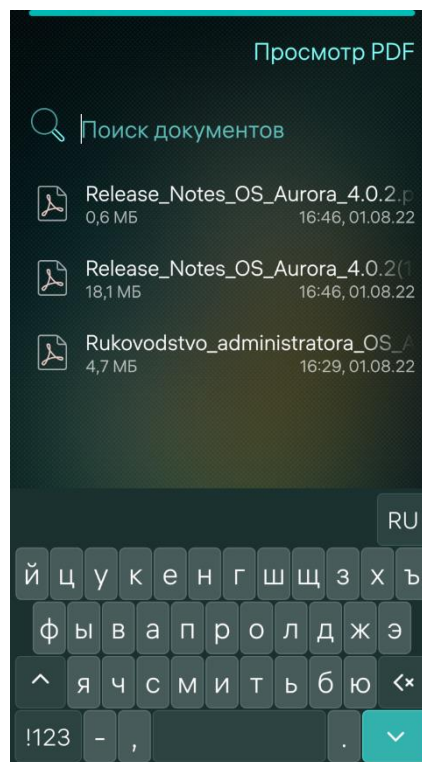 Просмотр PDF
Поиск документов
Release_Notes_OS_Aurora_4.0.2.p
0,6 МБ 16:46, 01.08.22
Release_Notes_OS_Aurora_4.0.2(1
18,1 МБ 16:46, 01.08.22
Rukovodstvo_administratora_OS_A
4,7 МБ 16:29, 01.08.22
RU
й ц у к е н г ш щ з х ъ
ф ы в а п р о л д ж э
я ч с м и т ь б ю
!123 - , .